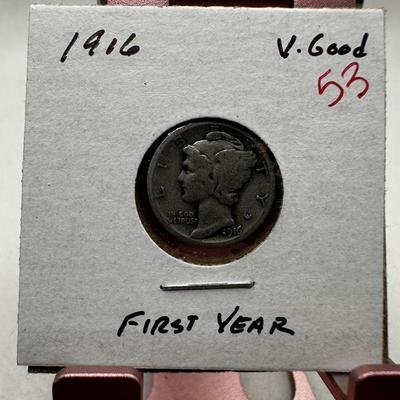 1916 V. Good
53
LIBERTY
IN GOD
WE TRUST
1916
FIRST YEAR